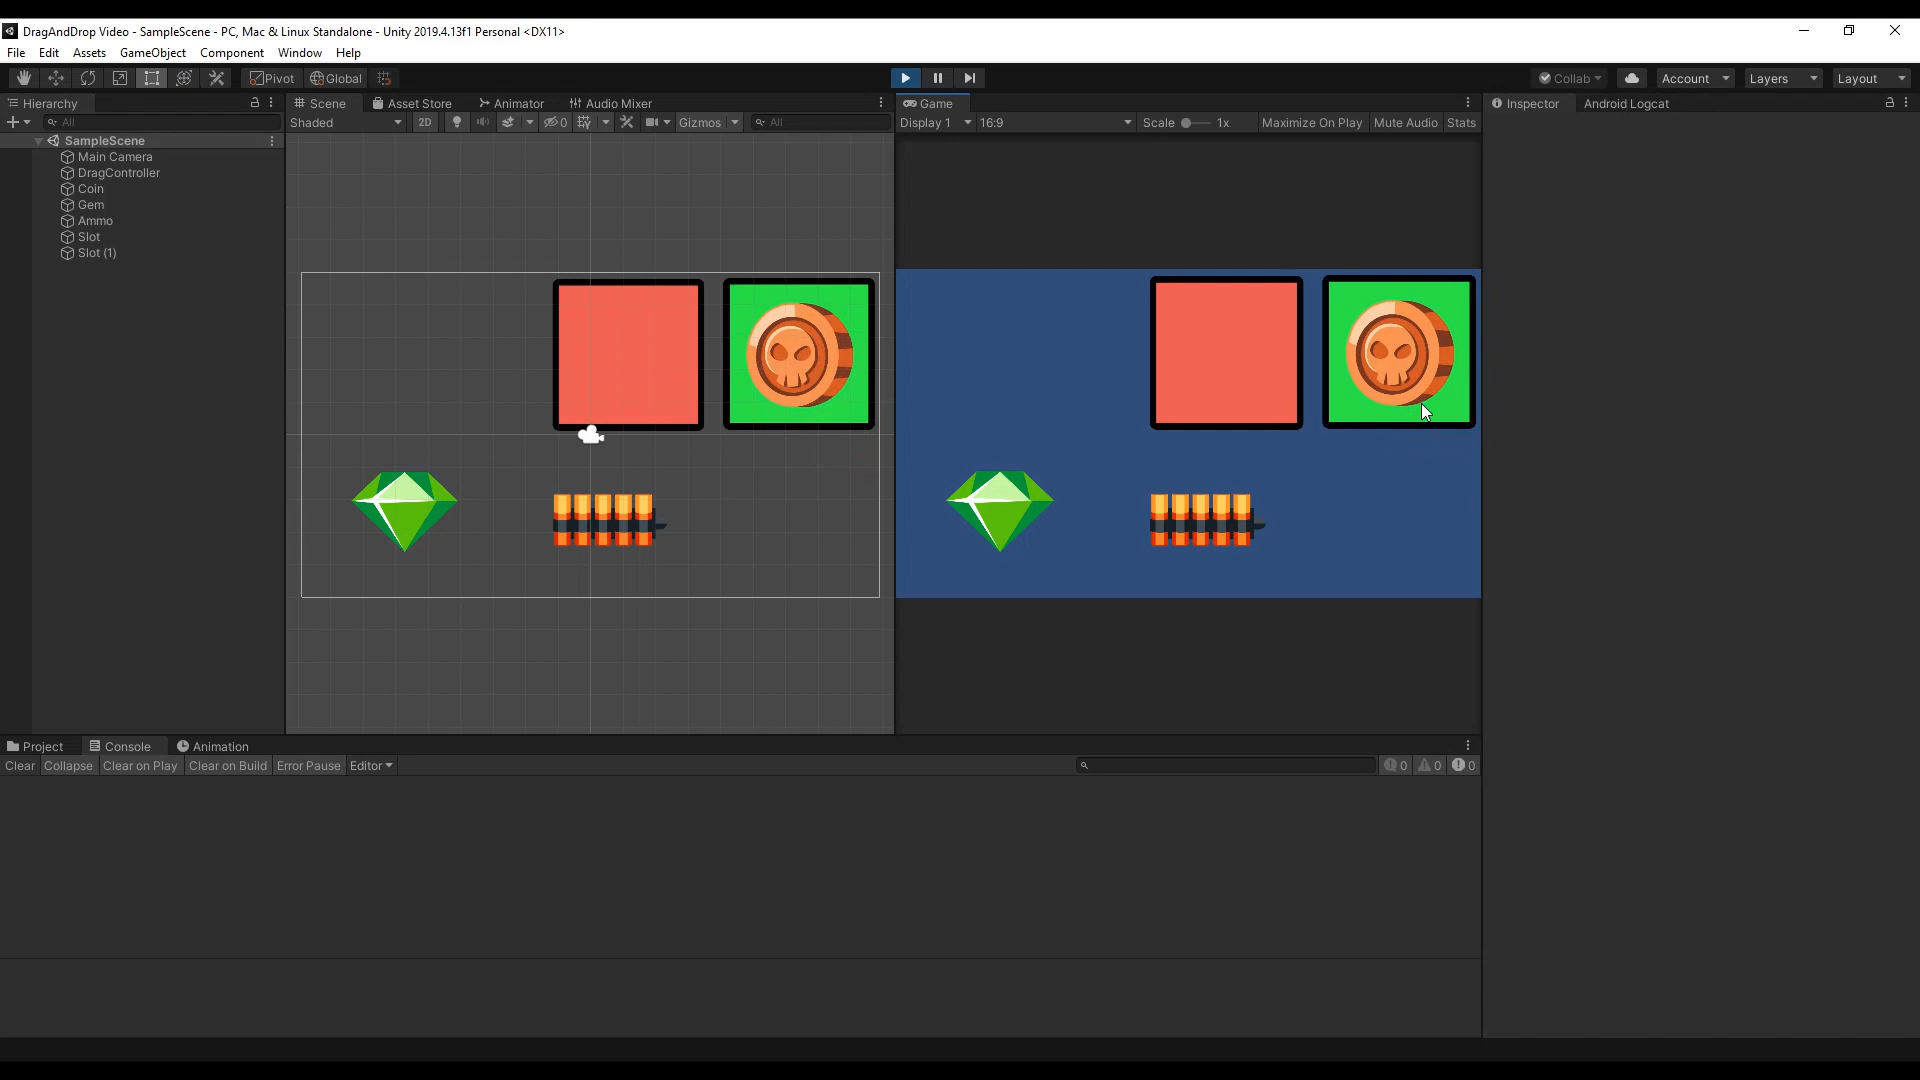 DragAndDrop Video - SampleScene - PC, Mac & Linux Standalone - Unity 2019.4.13f1 Personal <DX11>
File Edit Assets GameObject Component Window Help
Pivot Global Collab Account Layers Layout
Hierarchy Scene Asset Store Animator Audio Mixer Game Inspector Android Logcat
All Shaded 2D 0 Gizmos All Display 1 16:9 Scale 1x Maximize On Play Mute Audio Stats
SampleScene
Main Camera
DragController
Coin
Gem
Ammo
Slot
Slot (1)
Project Console Animation
Clear Collapse Clear on Play Clear on Build Error Pause Editor 0 0 0